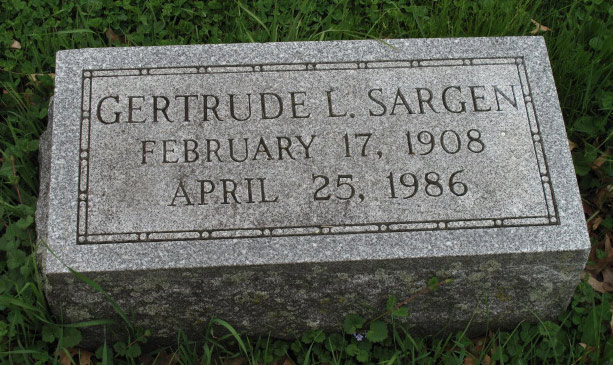 GERTRUDE L. SARGEN
FEBRUARY 17, 1908
APRIL 25, 1986